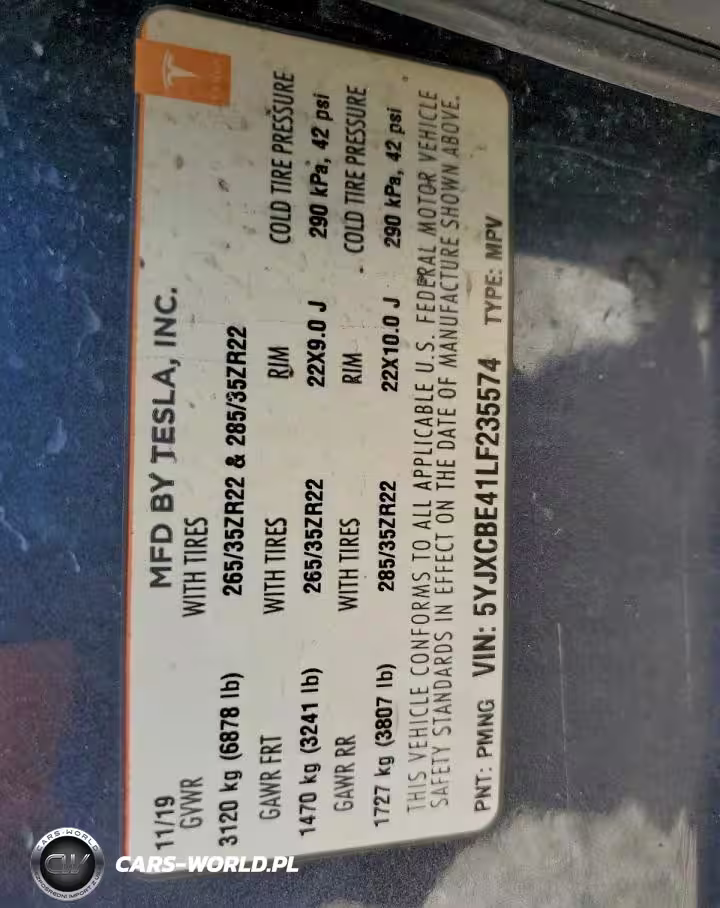 11/19 MFD BY TESLA, INC.
GVWR WITH TIRES
3120 kg (6878 lb) 265/35ZR22 & 285/35ZR22
GAWR FRT WITH TIRES RIM COLD TIRE PRESSURE
1470 kg (3241 lb) 265/35ZR22 22X9.0 J 290 kPa, 42 psi
GAWR RR WITH TIRES RIM COLD TIRE PRESSURE
1727 kg (3807 lb) 285/35ZR22 22X10.0 J 290 kPa, 42 psi
THIS VEHICLE CONFORMS TO ALL APPLICABLE U.S. FEDERAL MOTOR VEHICLE
SAFETY STANDARDS IN EFFECT ON THE DATE OF MANUFACTURE SHOWN ABOVE.
PNT: PMNG VIN: 5YJXCBE41LF235574 TYPE: MPV
CARS-WORLD
CW
CARS-WORLD.PL